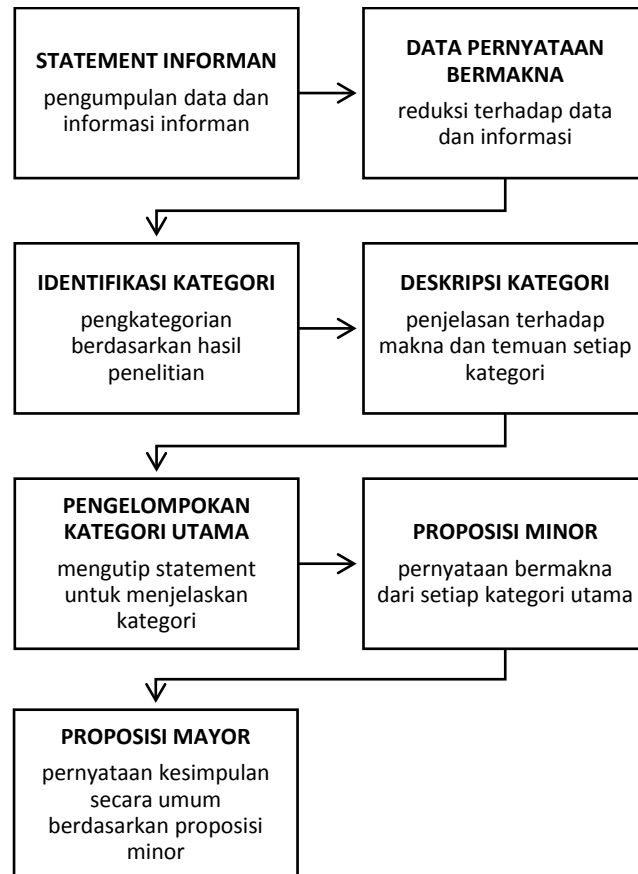 STATEMENT INFORMAN
pengumpulan data dan
informasi informan
DATA PERNYATAAN
BERMAKNA
reduksi terhadap data
dan informasi
IDENTIFIKASI KATEGORI
pengkategorian
berdasarkan hasil
penelitian
DESKRIPSI KATEGORI
penjelasan terhadap
makna dan temuan setiap
kategori
PENGELOMPOKAN
KATEGORI UTAMA
mengutip statement
untuk menjelaskan
kategori
PROPOSISI MINOR
pernyataan bermakna
dari setiap kategori utama
PROPOSISI MAYOR
pernyataan kesimpulan
secara umum
berdasarkan proposisi
minor